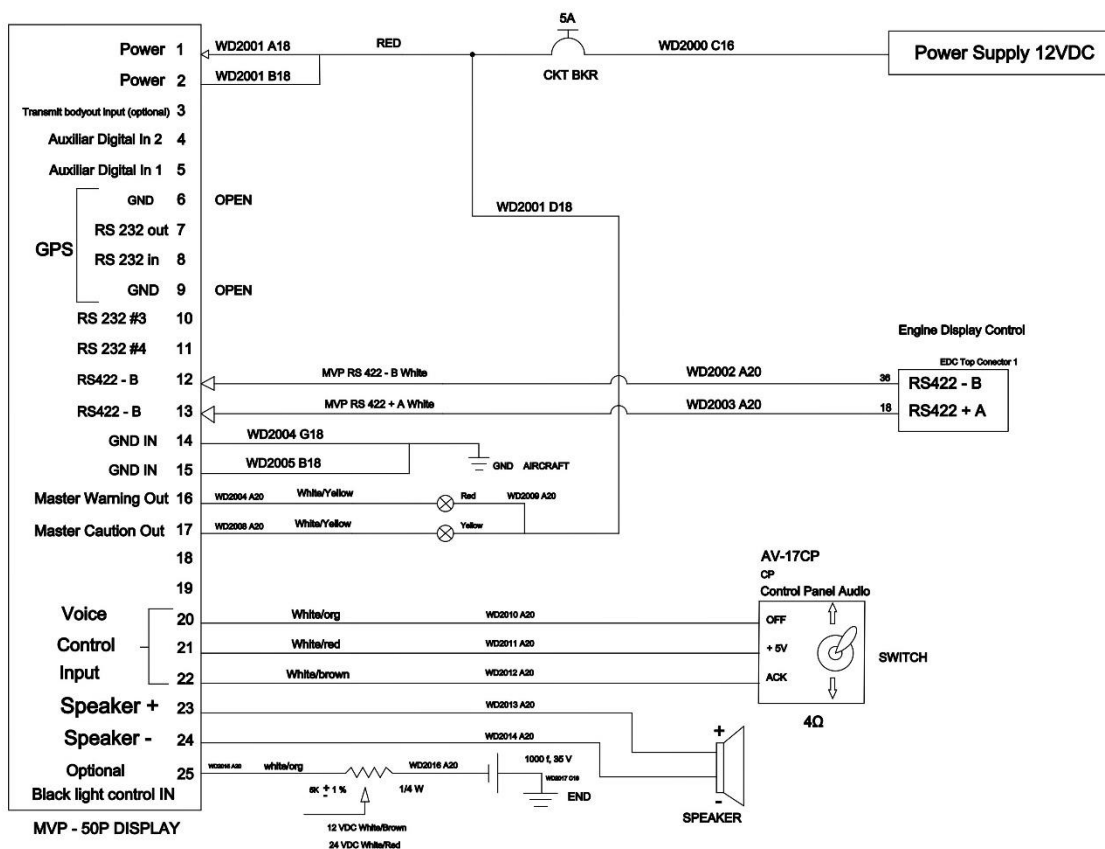 5A
Power 1 WD2001 A18 RED WD2000 C16 Power Supply 12VDC
CKT BKR
Power 2 WD2001 B18
Transmit bodyout input (optional) 3
Auxiliar Digital In 2 4
Auxiliar Digital In 1 5
GND 6 OPEN
WD2001 D18
RS 232 out 7
GPS
RS 232 in 8
GND 9 OPEN
RS 232 #3 10
Engine Display Control
RS 232 #4 11
EDC Top Conector 1
RS422 - B 12 MVP RS 422 - B White WD2002 A20 36 RS422 - B
RS422 - B 13 MVP RS 422 + A White WD2003 A20 18 RS422 + A
GND IN 14 WD2004 G18
GND AIRCRAFT
GND IN 15 WD2005 B18
Master Warning Out 16 WD2004 A20 White/Yellow Red WD2009 A20
Master Caution Out 17 WD2008 A20 White/Yellow Yellow
18
AV-17CP
CP
19
Control Panel Audio
Voice 20 White/org WD2010 A20 OFF
Control 21 White/red WD2011 A20 + 5V
SWITCH
Input 22 White/brown WD2012 A20 ACK
Speaker + 23 WD2013 A20
4Ω
+
Speaker - 24 WD2014 A20
-
SPEAKER
Optional 25 white/org WD2016 A20 1000 f, 35 V
WD2017 C18
Black light control IN
5K ± 1 % 1/4 W
END
12 VDC White/Brown
24 VDC White/Red
MVP - 50P DISPLAY